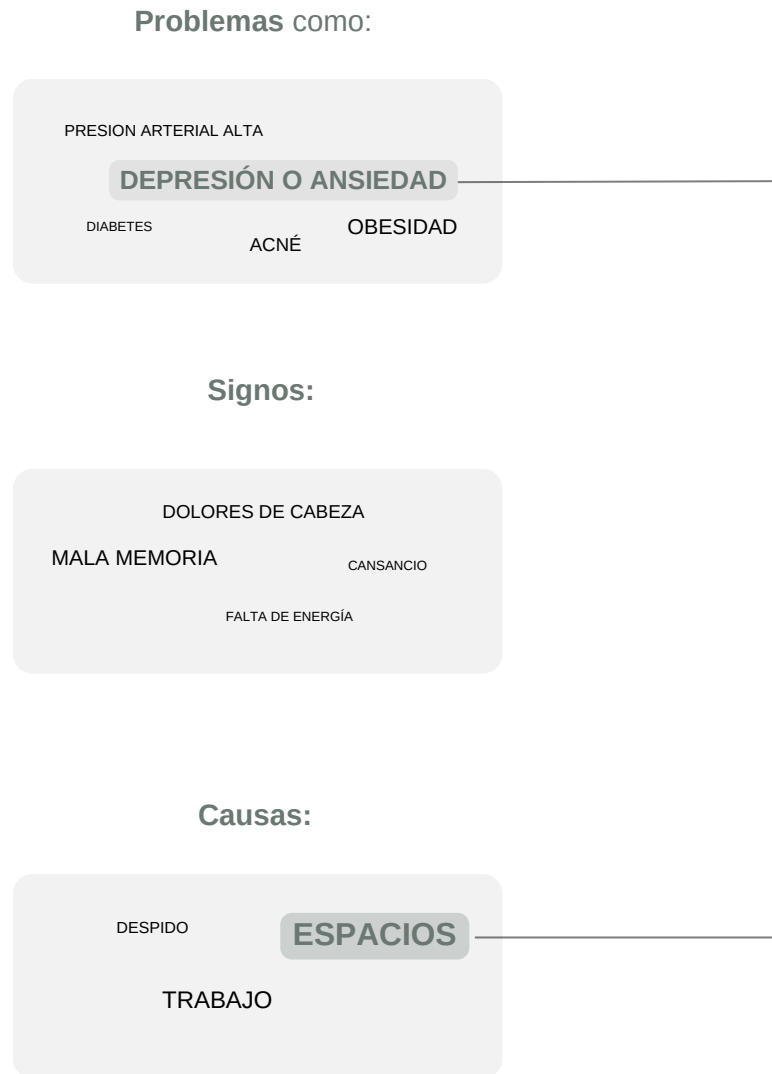 Problemas como:
PRESION ARTERIAL ALTA
DEPRESIÓN O ANSIEDAD
DIABETES
ACNÉ
OBESIDAD
Signos:
DOLORES DE CABEZA
MALA MEMORIA
CANSANCIO
FALTA DE ENERGÍA
Causas:
DESPIDO
ESPACIOS
TRABAJO